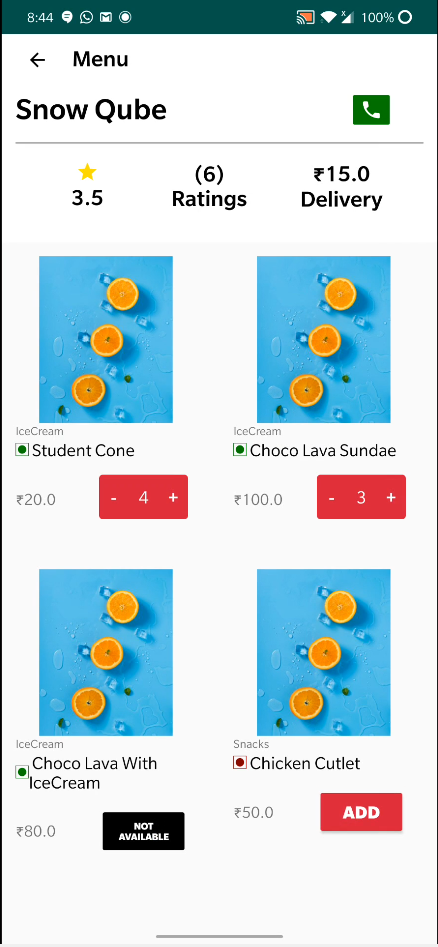 8:44 100%
Menu
Snow Qube
3.5
(6)
Ratings
₹15.0
Delivery
IceCream
Student Cone
₹20.0
- 4 +
IceCream
Choco Lava Sundae
₹100.0
- 3 +
IceCream
Choco Lava With
IceCream
₹80.0
NOT
AVAILABLE
Snacks
Chicken Cutlet
₹50.0
ADD